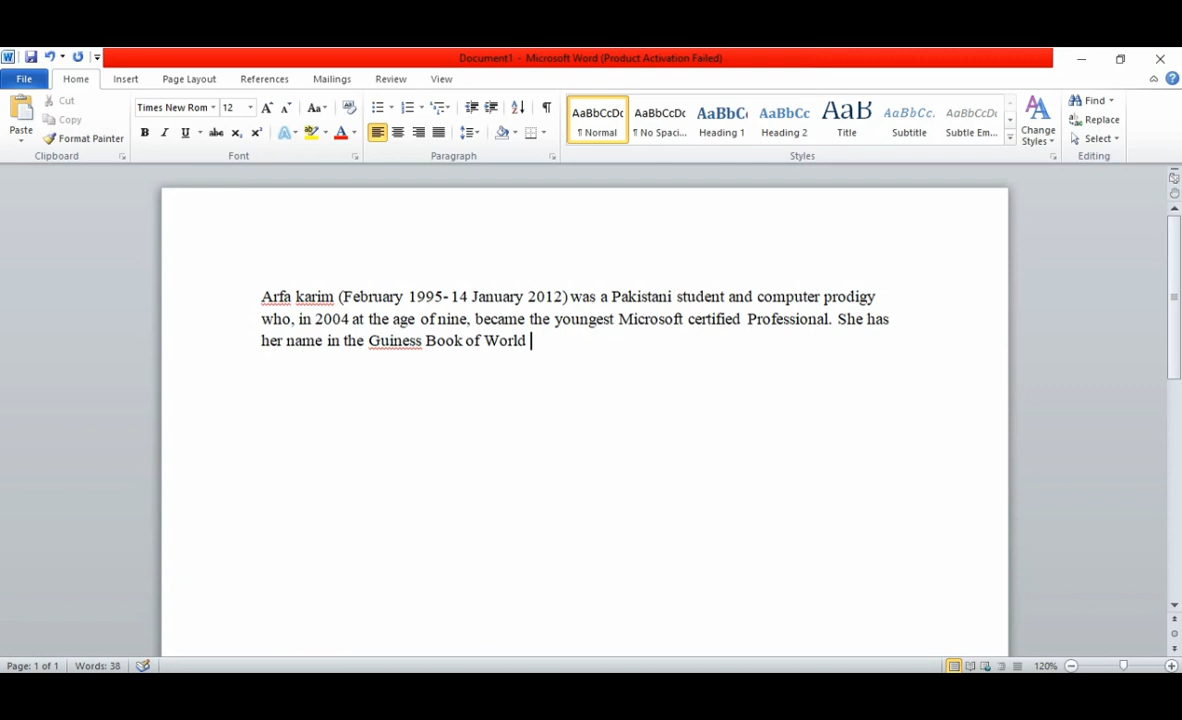 Document1 - Microsoft Word (Product Activation Failed)
File Home Insert Page Layout References Mailings Review View
Paste Cut Copy Format Painter
Clipboard
Times New Rom 12 Aa
B I U abc x₂ x² A A
Font
Paragraph
AaBbCcDc AaBbCcDc AaBbC AaBbCc AaB AaBbCc. AaBbCcDc
¶ Normal ¶ No Spaci... Heading 1 Heading 2 Title Subtitle Subtle Em...
Change Styles
Styles
Find
Replace
Select
Editing
Arfa karim (February 1995- 14 January 2012) was a Pakistani student and computer prodigy
who, in 2004 at the age of nine, became the youngest Microsoft certified Professional. She has
her name in the Guiness Book of World
Page: 1 of 1 Words: 38 120%